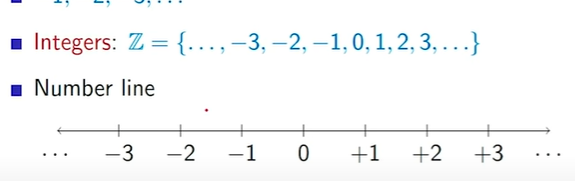 Integers: ℤ = {..., −3, −2, −1, 0, 1, 2, 3, ...}
Number line
... −3 −2 −1 0 +1 +2 +3 ...